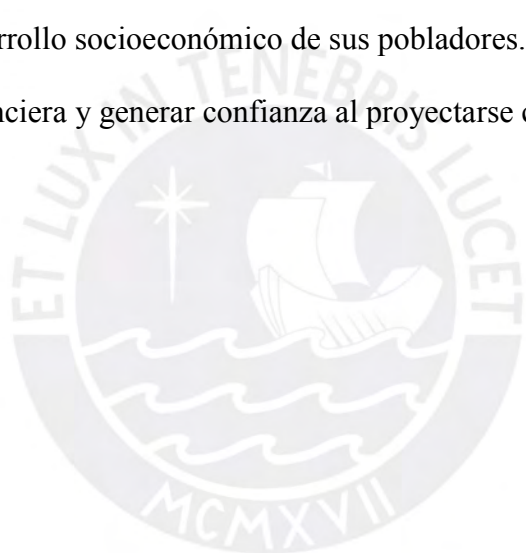 rrollo socioeconómico de sus pobladores.
nciera y generar confianza al proyectarse
ET LUX IN TENEBRIS LUCET
MCMXVII